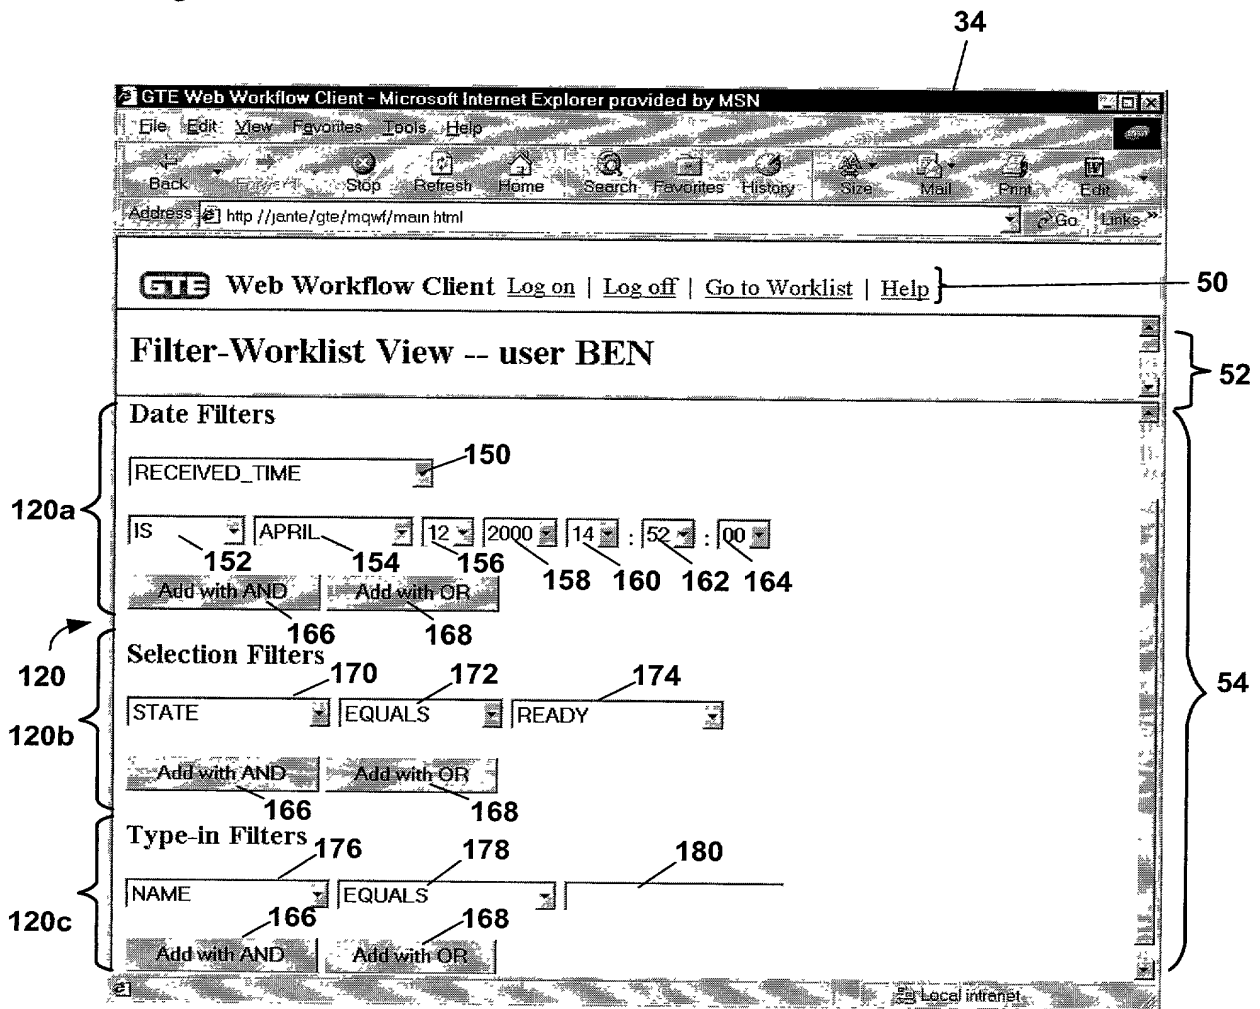 34
GTE Web Workflow Client - Microsoft Internet Explorer provided by MSN
File Edit View Favorites Tools Help
Back Forward Stop Refresh Home Search Favorites History Size Mail Print Edit
Address http //jante/gte/mqwf/main html Go Links »
GTE Web Workflow Client Log on | Log off | Go to Worklist | Help 50
Filter-Worklist View -- user BEN
52
Date Filters
RECEIVED_TIME 150
120a
IS APRIL 12 2000 14 : 52 : 00
152 154 156 158 160 162 164
Add with AND Add with OR
166 168
120
Selection Filters
170 172 174
54
STATE EQUALS READY
120b
Add with AND Add with OR
166 168
Type-in Filters
176 178 180
NAME EQUALS
120c
166 168
Add with AND Add with OR
Local intranet